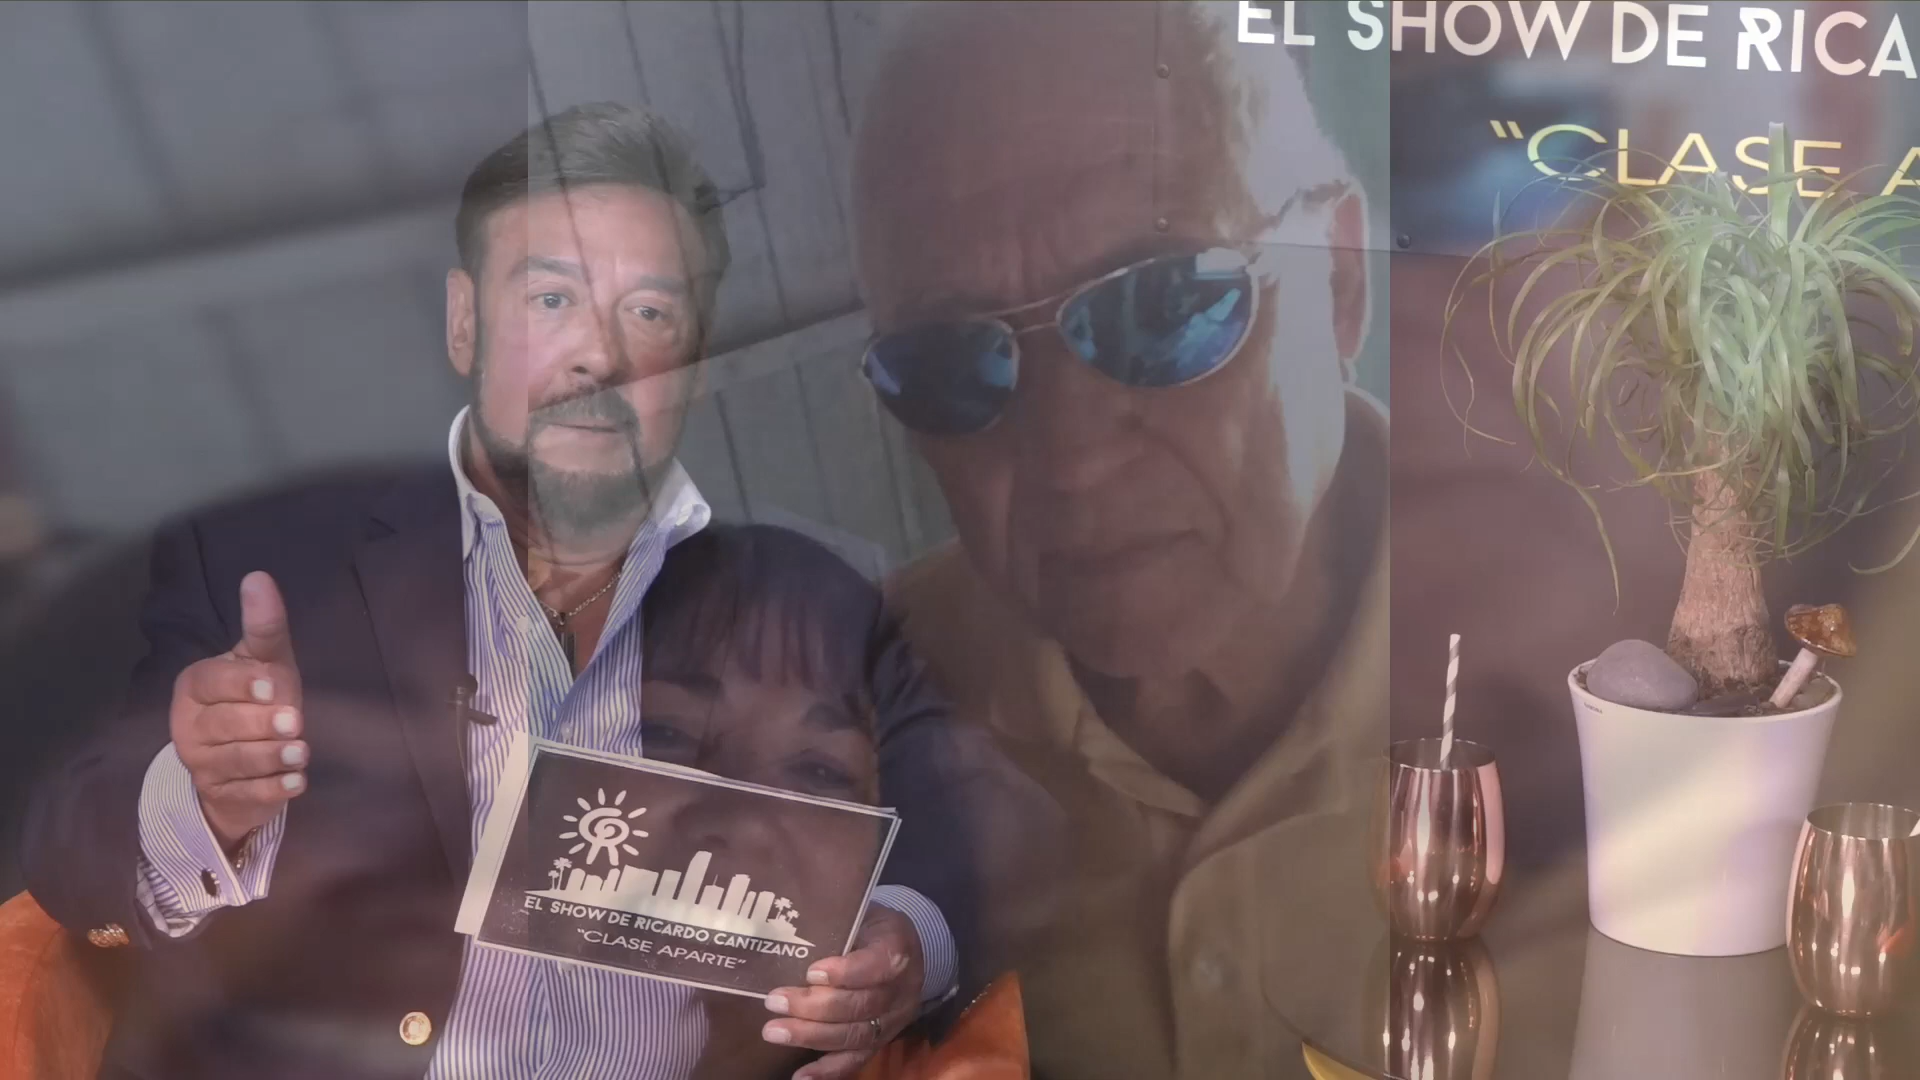 EL SHOW DE RICA
"CLASE A
EL SHOW DE RICARDO CANTIZANO
"CLASE APARTE"